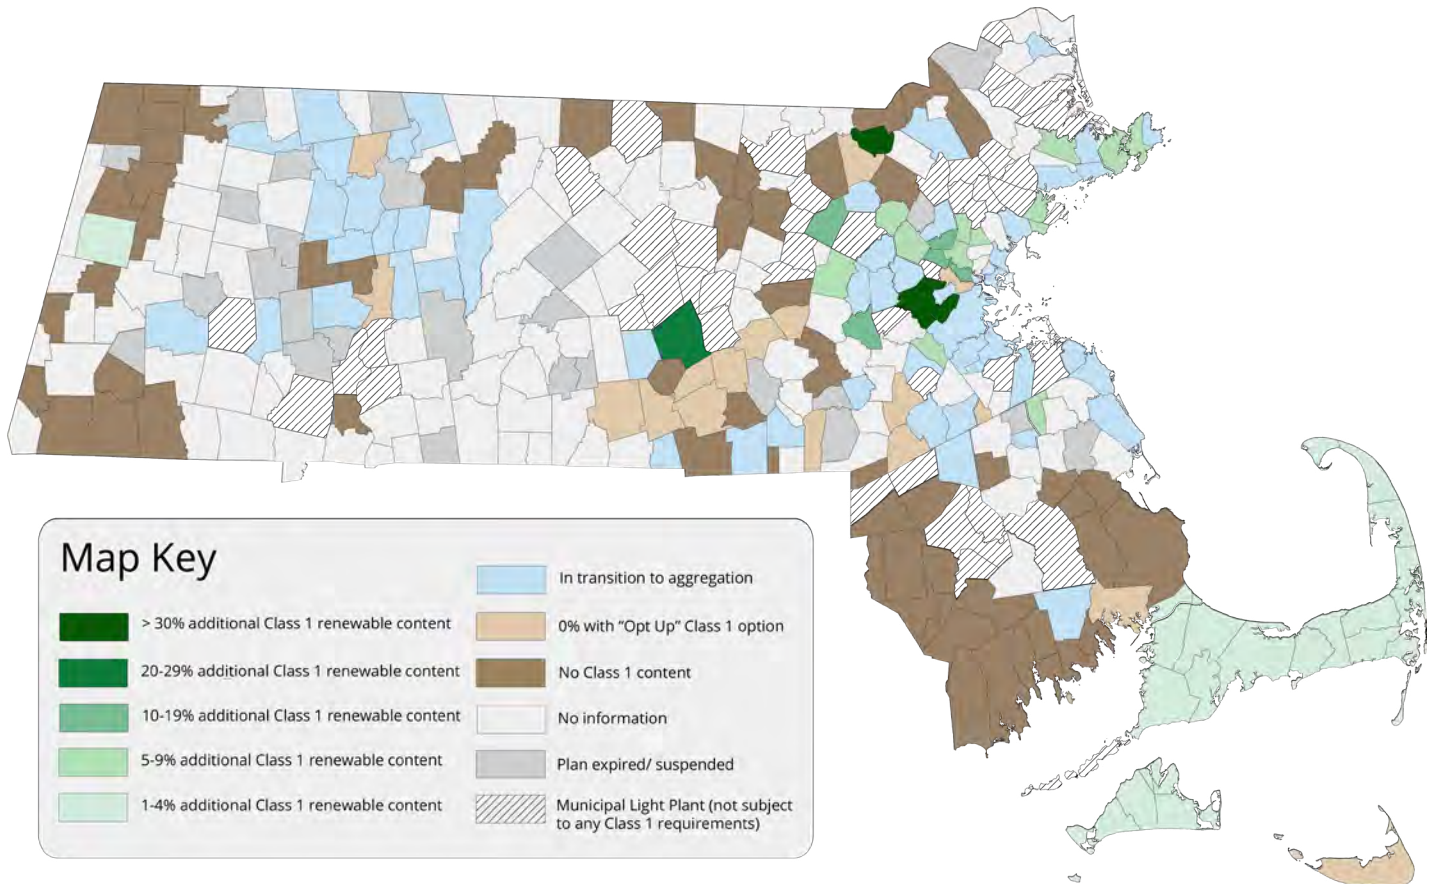 Map Key
> 30% additional Class 1 renewable content
20-29% additional Class 1 renewable content
10-19% additional Class 1 renewable content
5-9% additional Class 1 renewable content
1-4% additional Class 1 renewable content
In transition to aggregation
0% with “Opt Up” Class 1 option
No Class 1 content
No information
Plan expired/ suspended
Municipal Light Plant (not subject
to any Class 1 requirements)